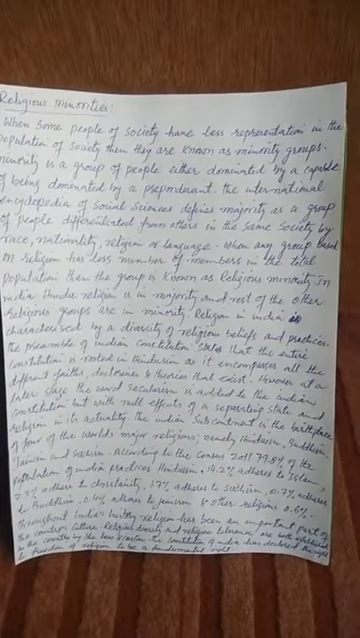 Religious Minorities:
When some people of society have less representation in the
population of society then they are known as minority groups.
minority is a group of people either dominated by a capable
of being dominated by a preponderant. the international
encyclopedia of Social Sciences defines majority as a group
of people differentiated from others in the same society by
race, nationality, religion or language. When any group based
on religion has less number of members in the total
population then the group is known as Religious minority. In
india Hindu religion is in majority and rest of the other
religious groups are in minority. Religion in india is
characterised by a diversity of religious beliefs and practices.
the preamble of indian constitution states that the entire
constitution is rooted in Hinduism as it encompasses all the
different faiths, doctrines & theories that exist. However at a
later stage the word secularism is added to the indian
constitution but with null effects of a separating state and
religion in its actuality. the indian Subcontinent is the birthplace
of four of the worlds major religions; namely Hinduism, Buddhism,
Jainism and Sikhism. According to the Census 2011 79.8% of the
population of india practices Hinduism, 14.2% adheres to Islam,
2.3% adheres to christianity, 1.7% adheres to Sikhism, 0.7% adheres
to Buddhism, 0.4% adheres to jainism & other religions 0.6%.
Throughout India's history religion has been an important part of
the country's culture. Religious diversity and religious tolerance are both established
in the country by the law & custom. the constitution of india has declared the right
to freedom of religion to be a fundamental right.